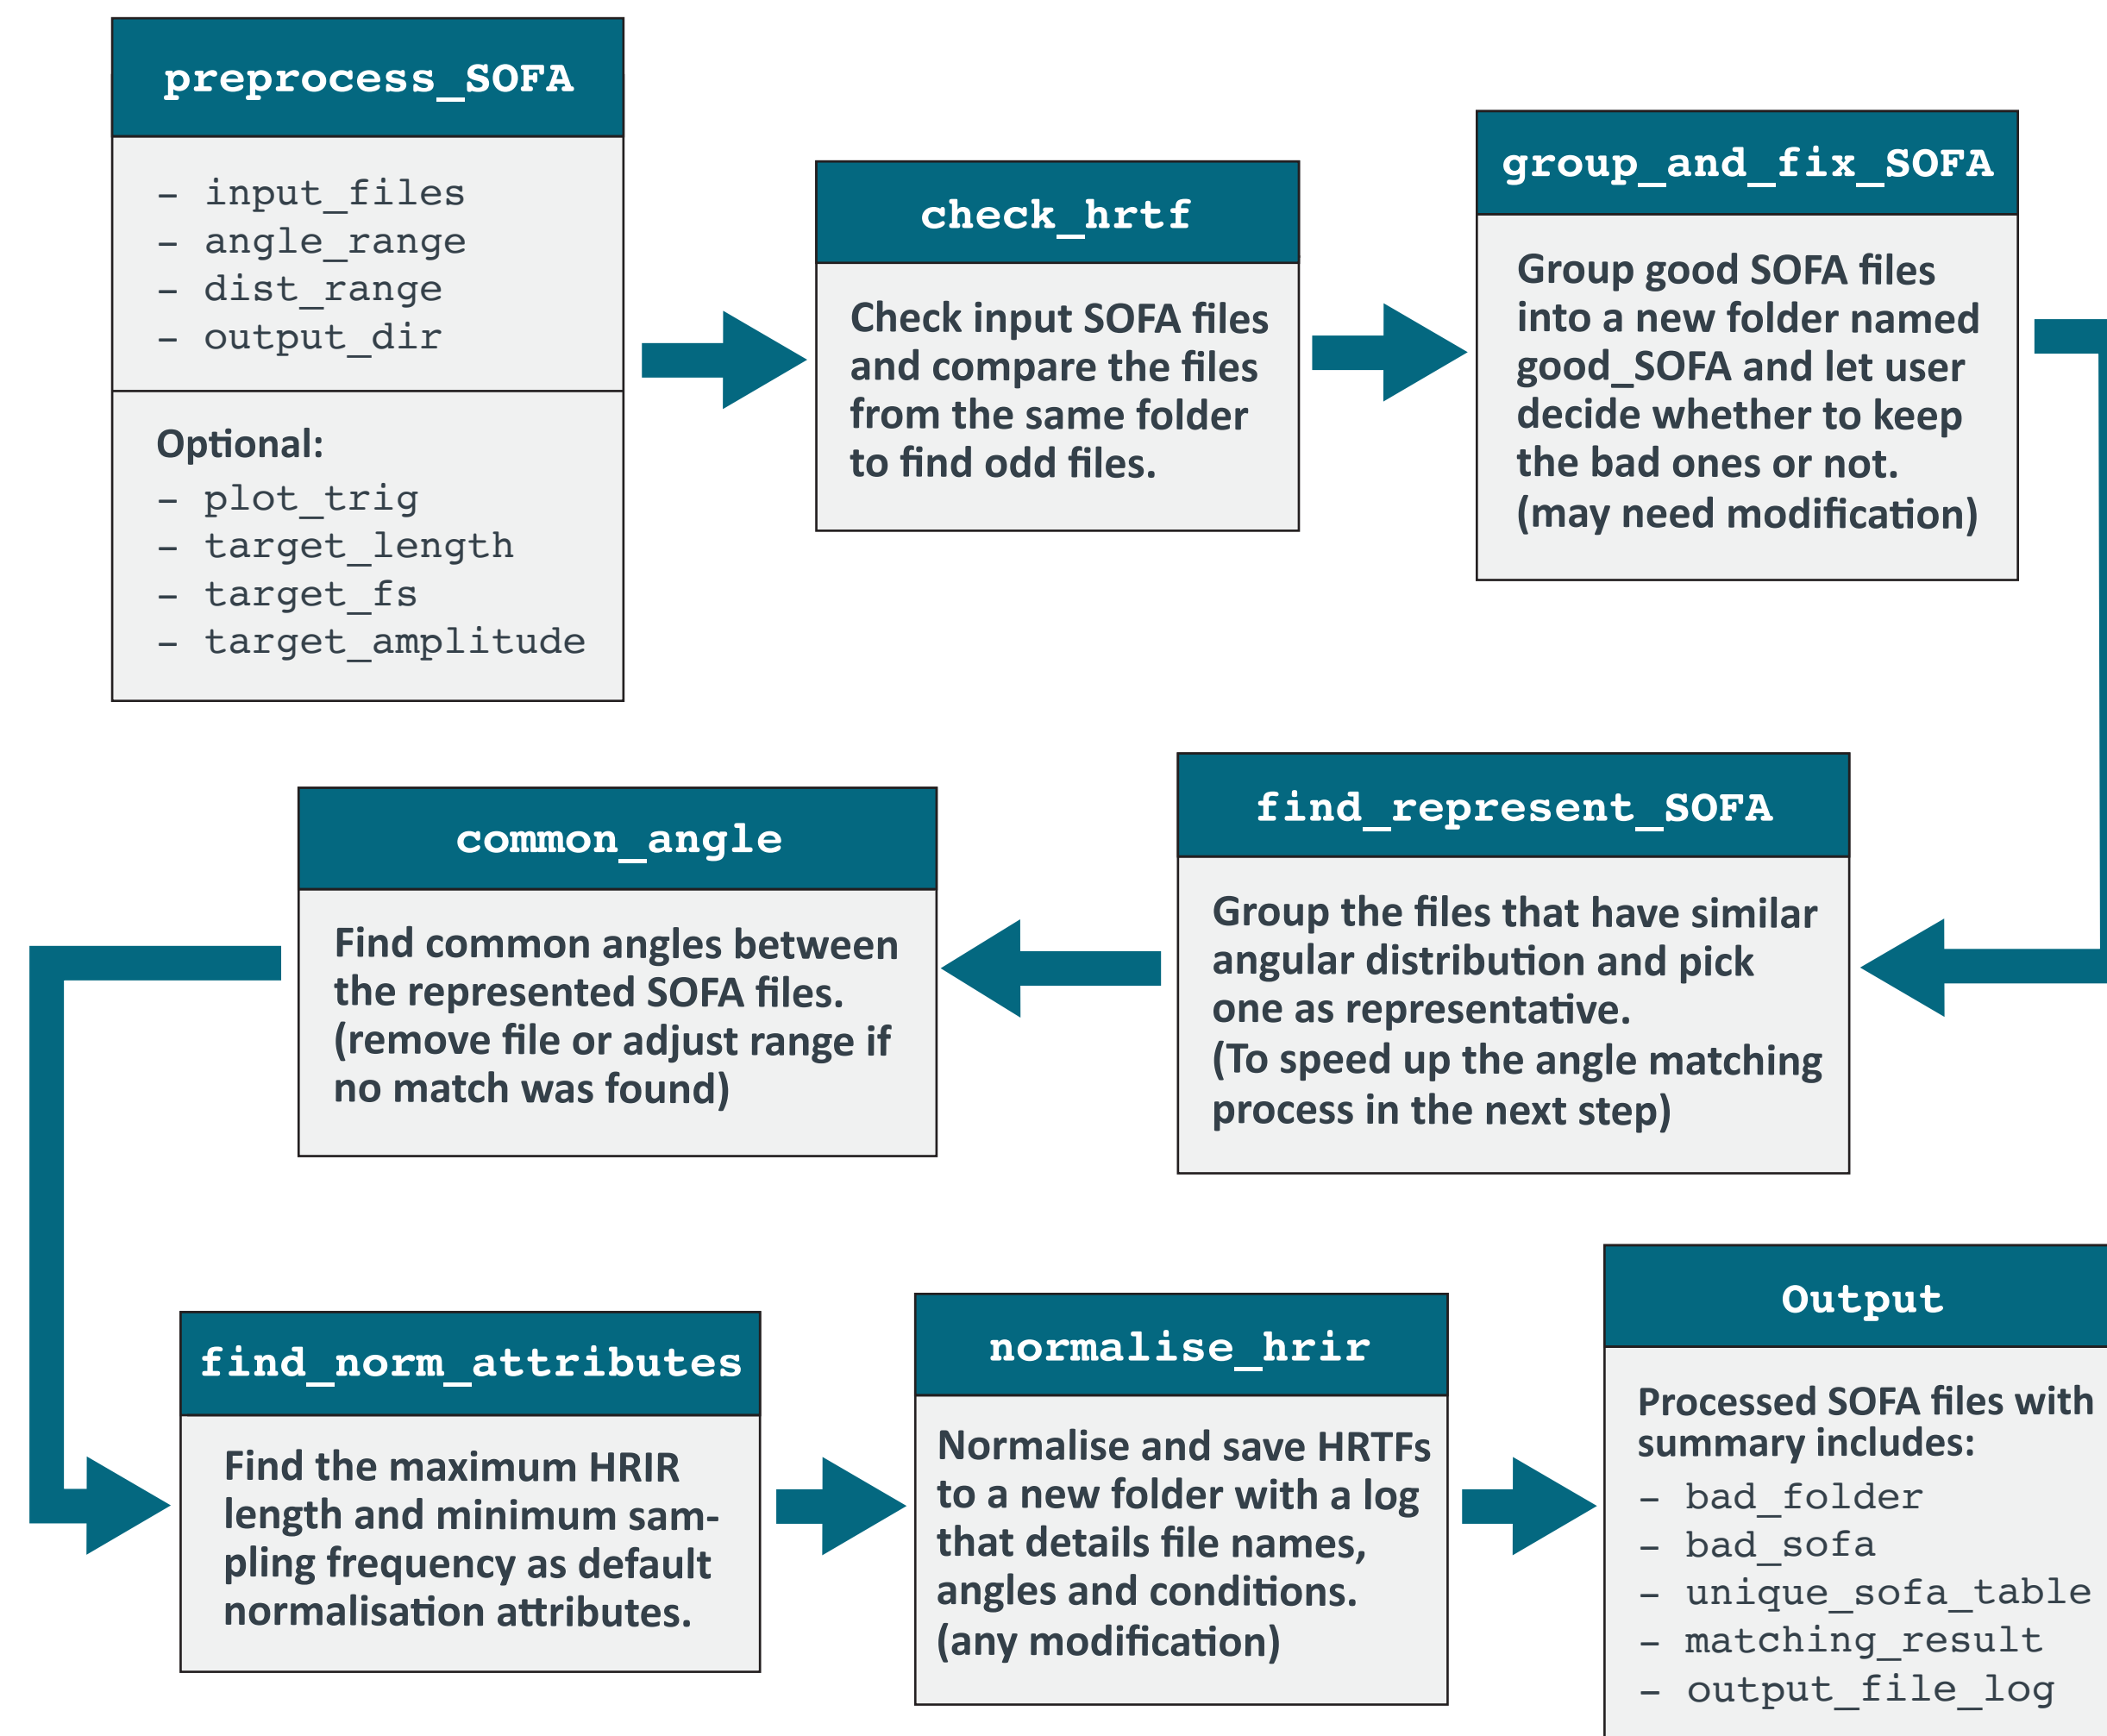 preprocess_SOFA
- input_files
- angle_range
- dist_range
- output_dir
Optional:
- plot_trig
- target_length
- target_fs
- target_amplitude
check_hrtf
Check input SOFA files
and compare the files
from the same folder
to find odd files.
group_and_fix_SOFA
Group good SOFA files
into a new folder named
good_SOFA and let user
decide whether to keep
the bad ones or not.
(may need modification)
find_represent_SOFA
Group the files that have similar
angular distribution and pick
one as representative.
(To speed up the angle matching
process in the next step)
common_angle
Find common angles between
the represented SOFA files.
(remove file or adjust range if
no match was found)
find_norm_attributes
Find the maximum HRIR
length and minimum sam-
pling frequency as default
normalisation attributes.
normalise_hrir
Normalise and save HRTFs
to a new folder with a log
that details file names,
angles and conditions.
(any modification)
Output
Processed SOFA files with
summary includes:
- bad_folder
- bad_sofa
- unique_sofa_table
- matching_result
- output_file_log